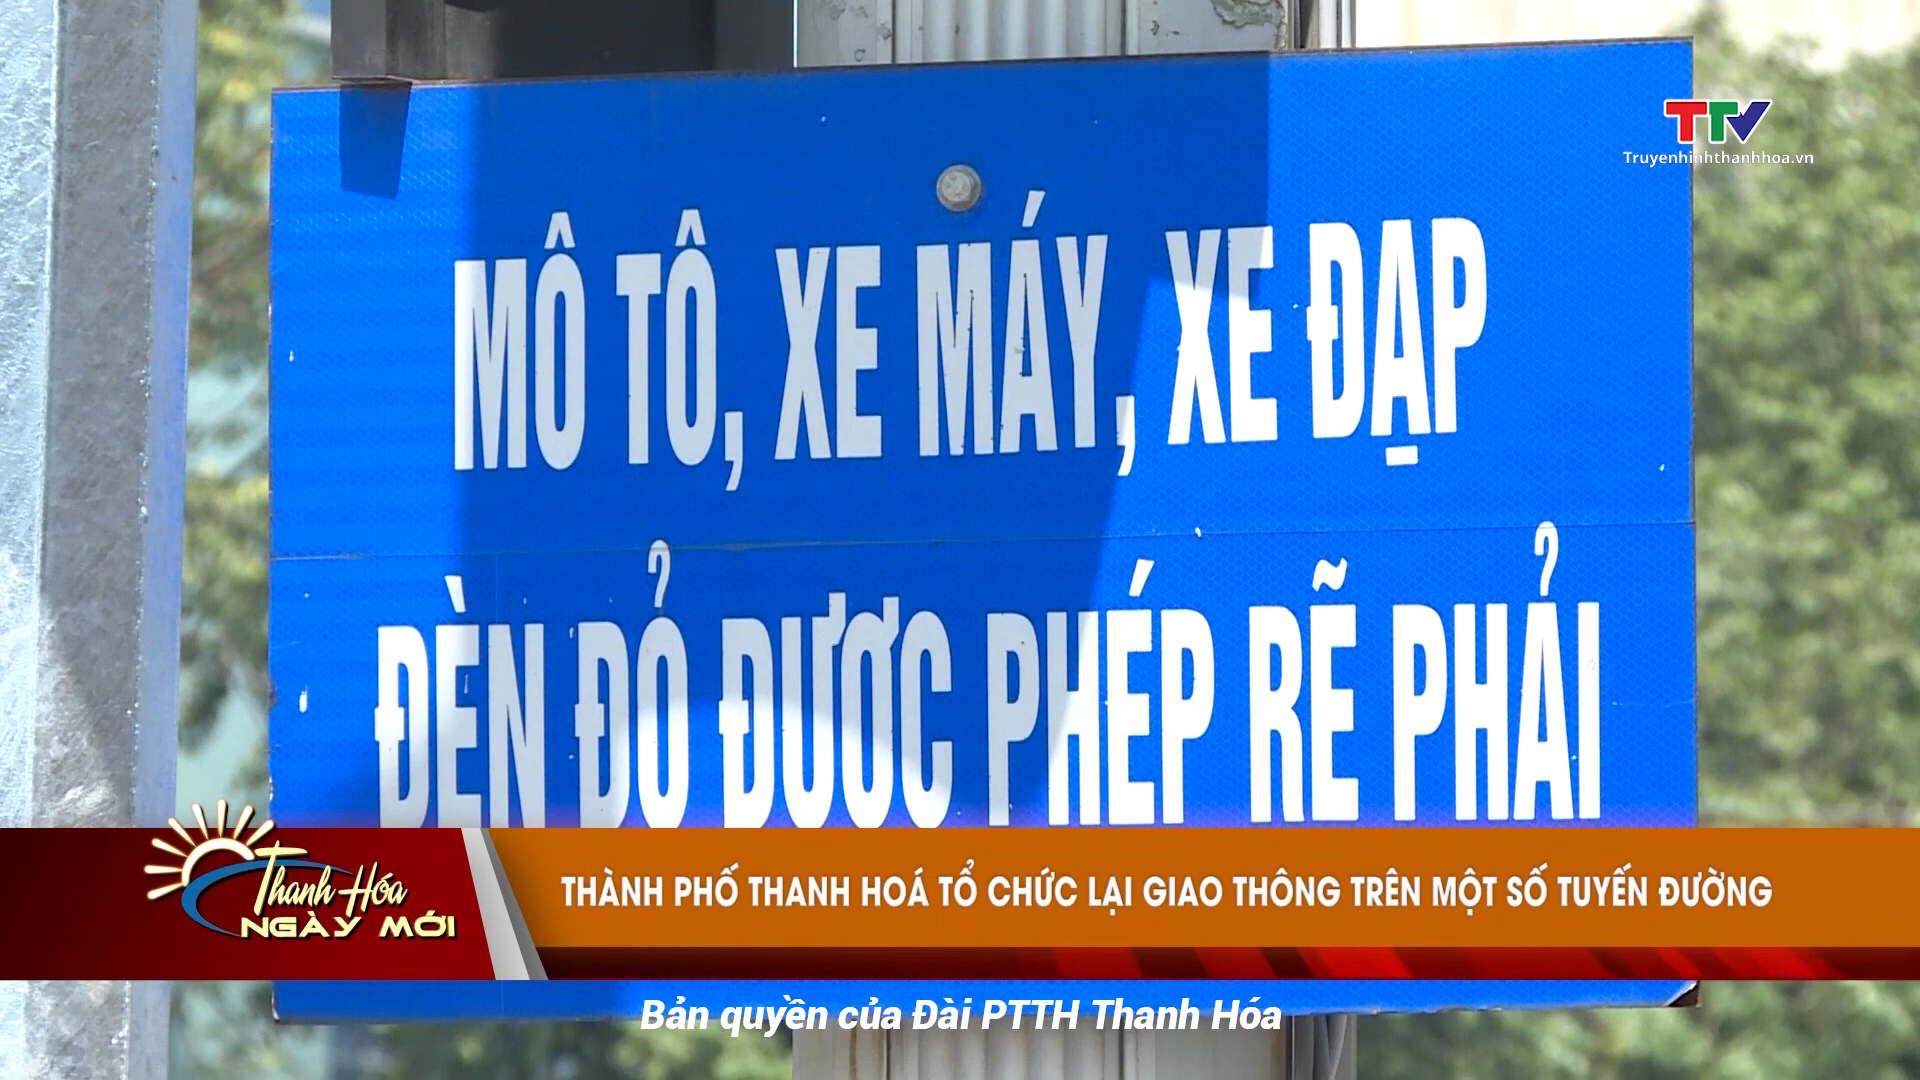 TTV
Truyenhinhthanhhoa.vn
MÔ TÔ, XE MÁY, XE ĐẠP
ĐÈN ĐỎ ĐƯỢC PHÉP RẼ PHẢI
Thanh Hóa
NGÀY MỚI
THÀNH PHỐ THANH HOÁ TỔ CHỨC LẠI GIAO THÔNG TRÊN MỘT SỐ TUYẾN ĐƯỜNG
Bản quyền của Đài PTTH Thanh Hóa